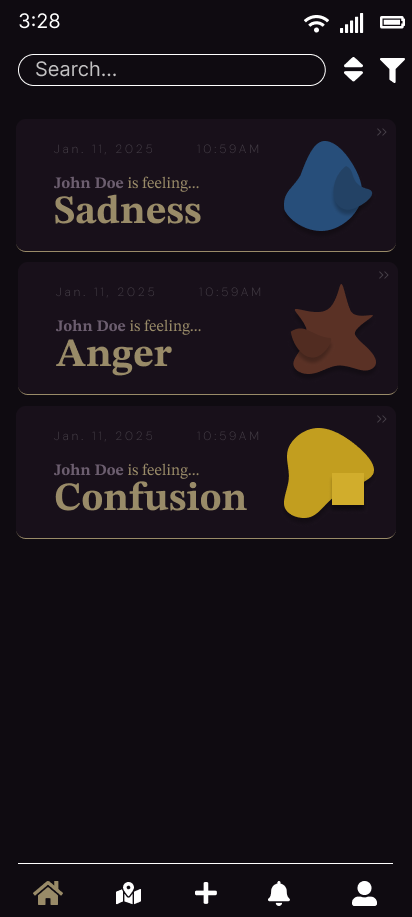 3:28
Search...
Jan. 11, 2025 10:59AM
John Doe is feeling...
Sadness
Jan. 11, 2025 10:59AM
John Doe is feeling...
Anger
Jan. 11, 2025 10:59AM
John Doe is feeling...
Confusion